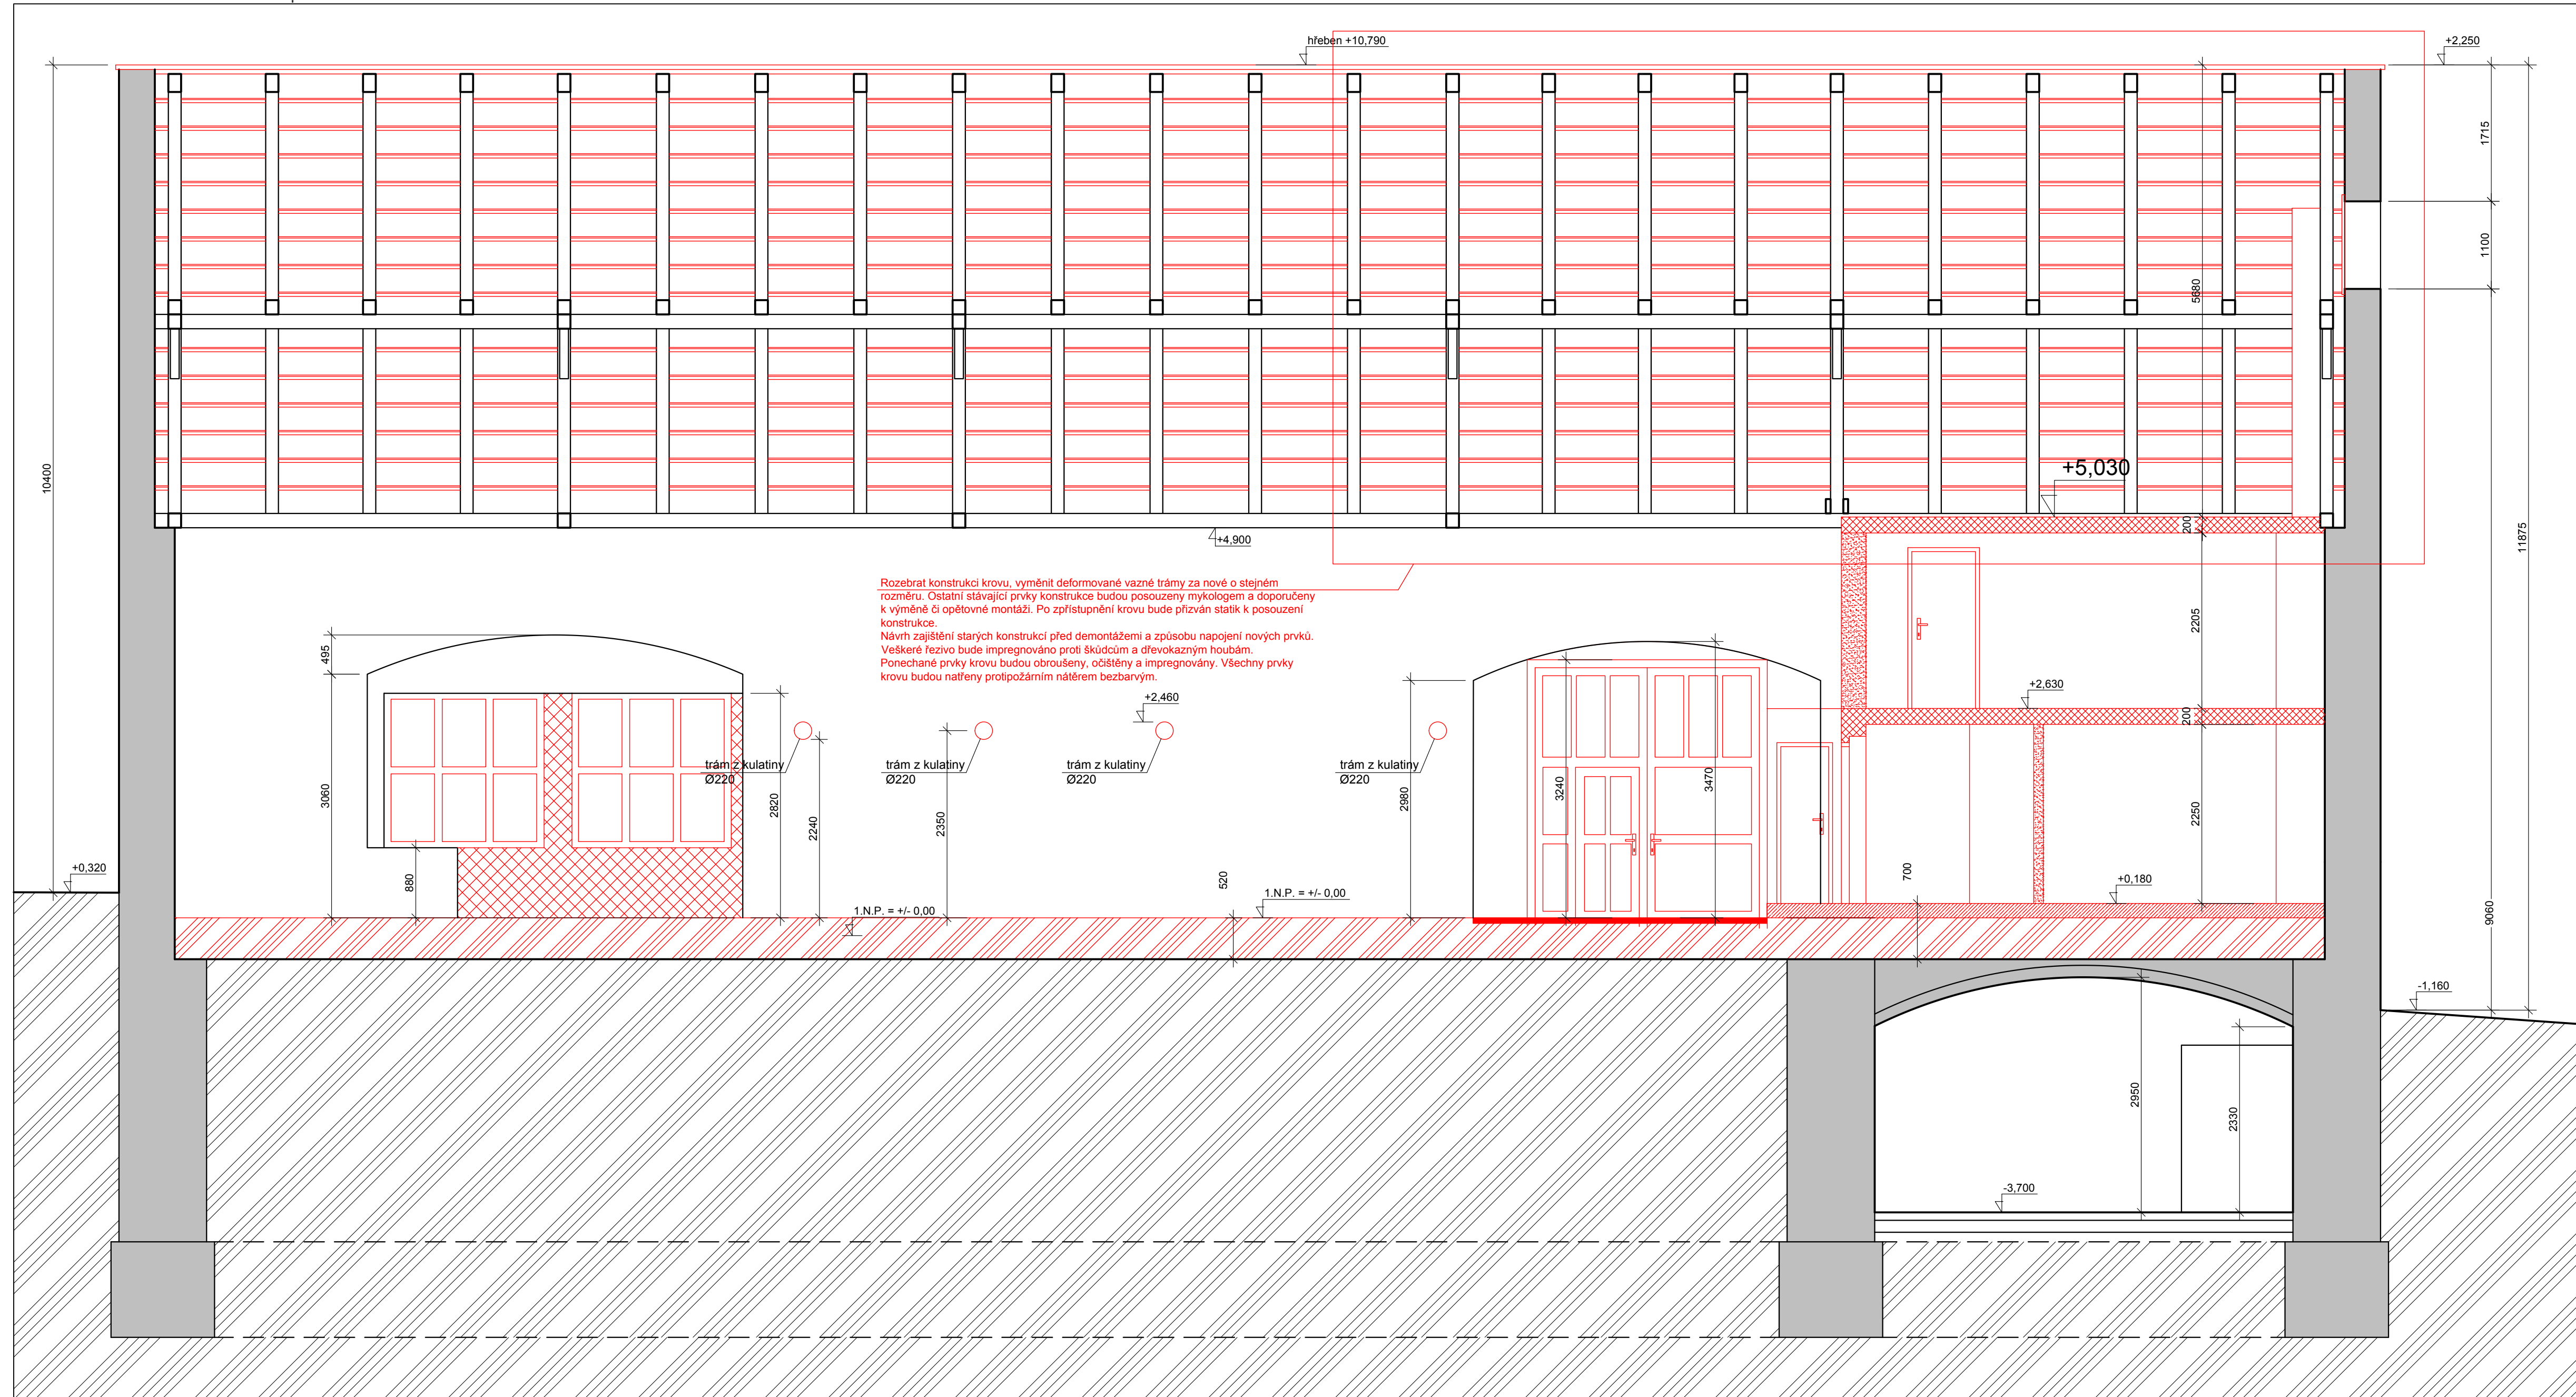 hřeben +10,790
+2,250
1715
1100
5680
10400
11875
+5,030
200
+4,900
Rozebrat konstrukci krovu, vyměnit deformované vazné trámy za nové o stejném
rozměru. Ostatní stávající prvky konstrukce budou posouzeny mykologem a doporučeny
k výměně či opětovné montáži. Po zpřístupnění krovu bude přizván statik k posouzení
konstrukce.
Návrh zajištění starých konstrukcí před demontážemi a způsobu napojení nových prvků.
Veškeré řezivo bude impregnováno proti škůdcům a dřevokazným houbám.
Ponechané prvky krovu budou obroušeny, očištěny a impregnovány. Všechny prvky
krovu budou natřeny protipožárním nátěrem bezbarvým.
2205
495
+2,630
+2,460
200
trám z kulatiny
Ø220
trám z kulatiny
Ø220
trám z kulatiny
Ø220
trám z kulatiny
Ø220
3060
2820
2240
2350
2980
3240
3470
2250
+0,320
880
520
700
+0,180
1.N.P. = +/- 0,00
1.N.P. = +/- 0,00
9060
-1,160
2950
2330
-3,700